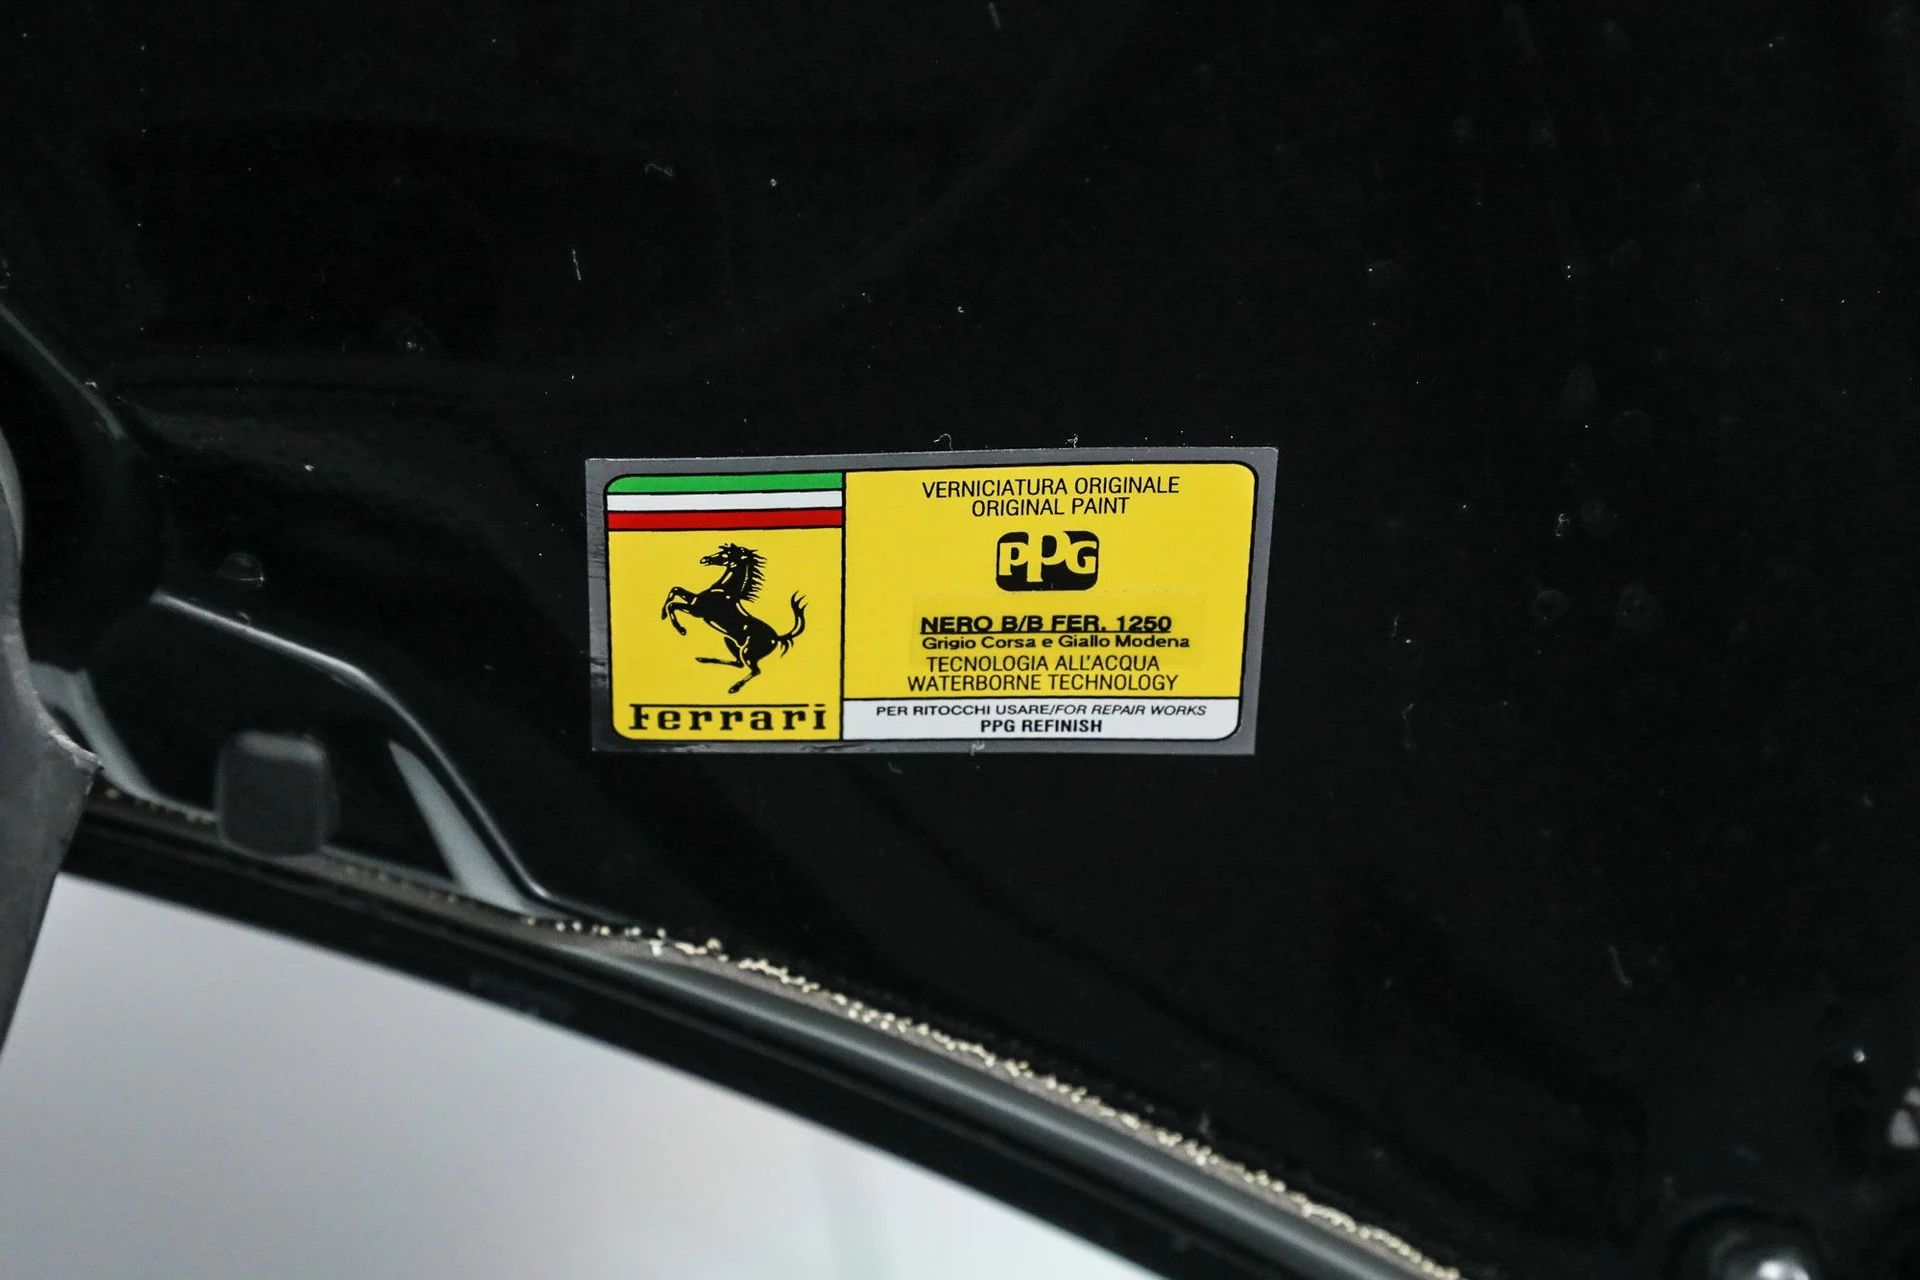 Ferrari
VERNICIATURA ORIGINALE
ORIGINAL PAINT
PPG
NERO B/B FER. 1250
Grigio Corsa e Giallo Modena
TECNOLOGIA ALL'ACQUA
WATERBORNE TECHNOLOGY
PER RITOCCHI USARE/FOR REPAIR WORKS
PPG REFINISH